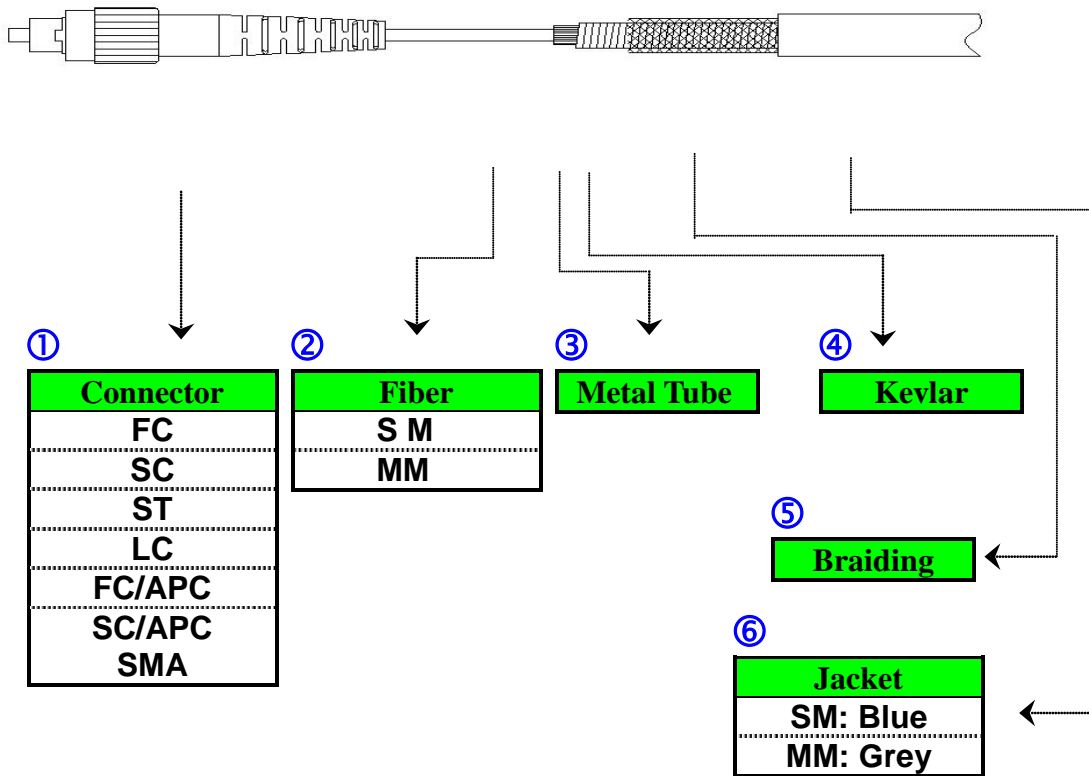 ①
Connector
FC
SC
ST
LC
FC/APC
SC/APC
SMA
②
Fiber
S M
MM
③
Metal Tube
④
Kevlar
⑤
Braiding
⑥
Jacket
SM: Blue
MM: Grey